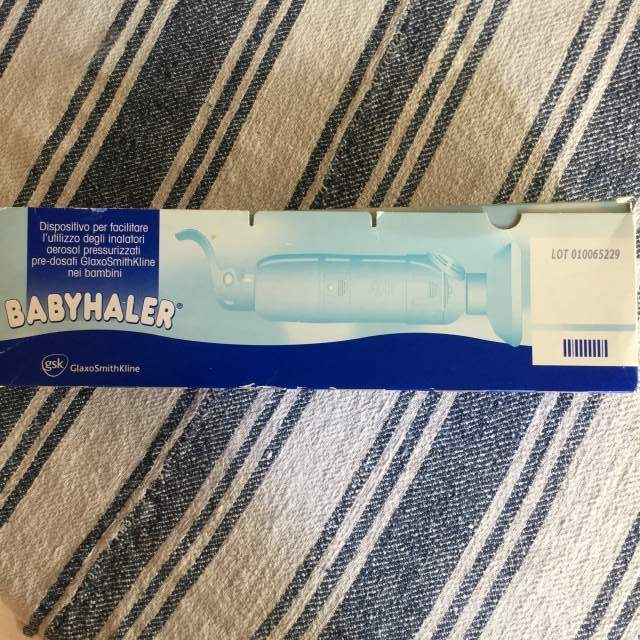 Dispositivo per facilitare
l'utilizzo degli inalatori
aerosol pressurizzati
pre-dosati GlaxoSmithKline
nei bambini
BABYHALER®
gsk GlaxoSmithKline
LOT 010065229